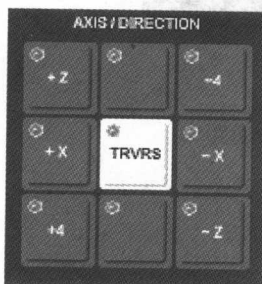 AXIS / DIRECTION
+ Z
-4
+ X
TRVRS
- X
+4
- Z